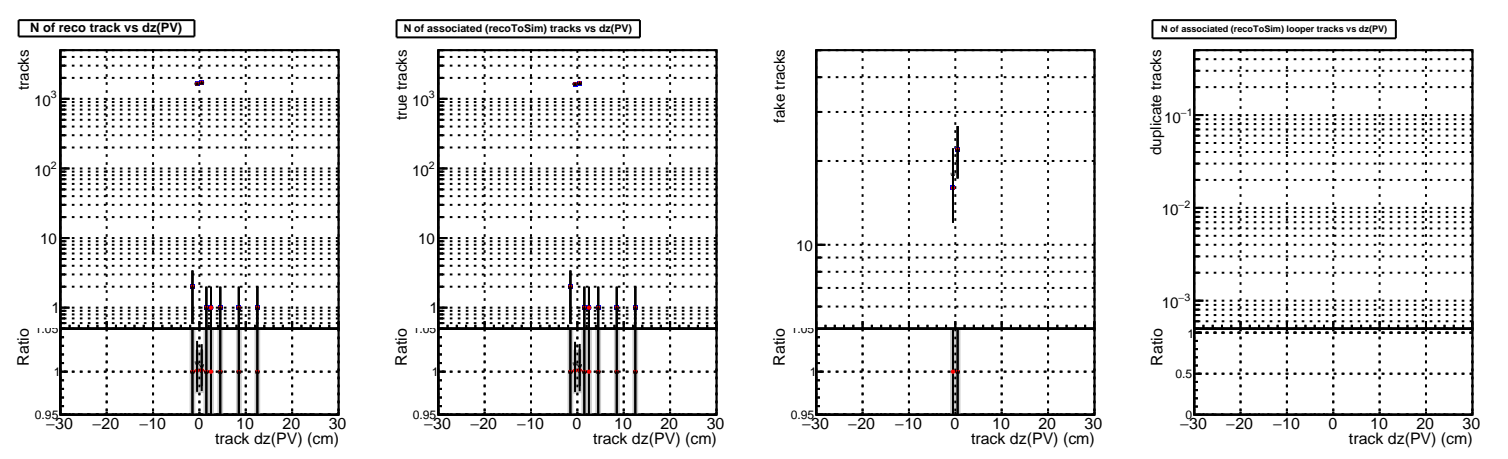 N of reco track vs dz(PV)
tracks
10³
10²
10
1
1.05
Ratio
1
0.95
−30 −20 −10 0 10 20 30
track dz(PV) (cm)
N of associated (recoToSim) tracks vs dz(PV)
true tracks
10³
10²
10
1
1.05
Ratio
1
0.95
−30 −20 −10 0 10 20 30
track dz(PV) (cm)
fake tracks
10
1.05
Ratio
1
0.95
−30 −20 −10 0 10 20 30
track dz(PV) (cm)
N of associated (recoToSim) looper tracks vs dz(PV)
duplicate tracks
10⁻¹
10⁻²
10⁻³
Ratio
1
0.5
0
−30 −20 −10 0 10 20 30
track dz(PV) (cm)